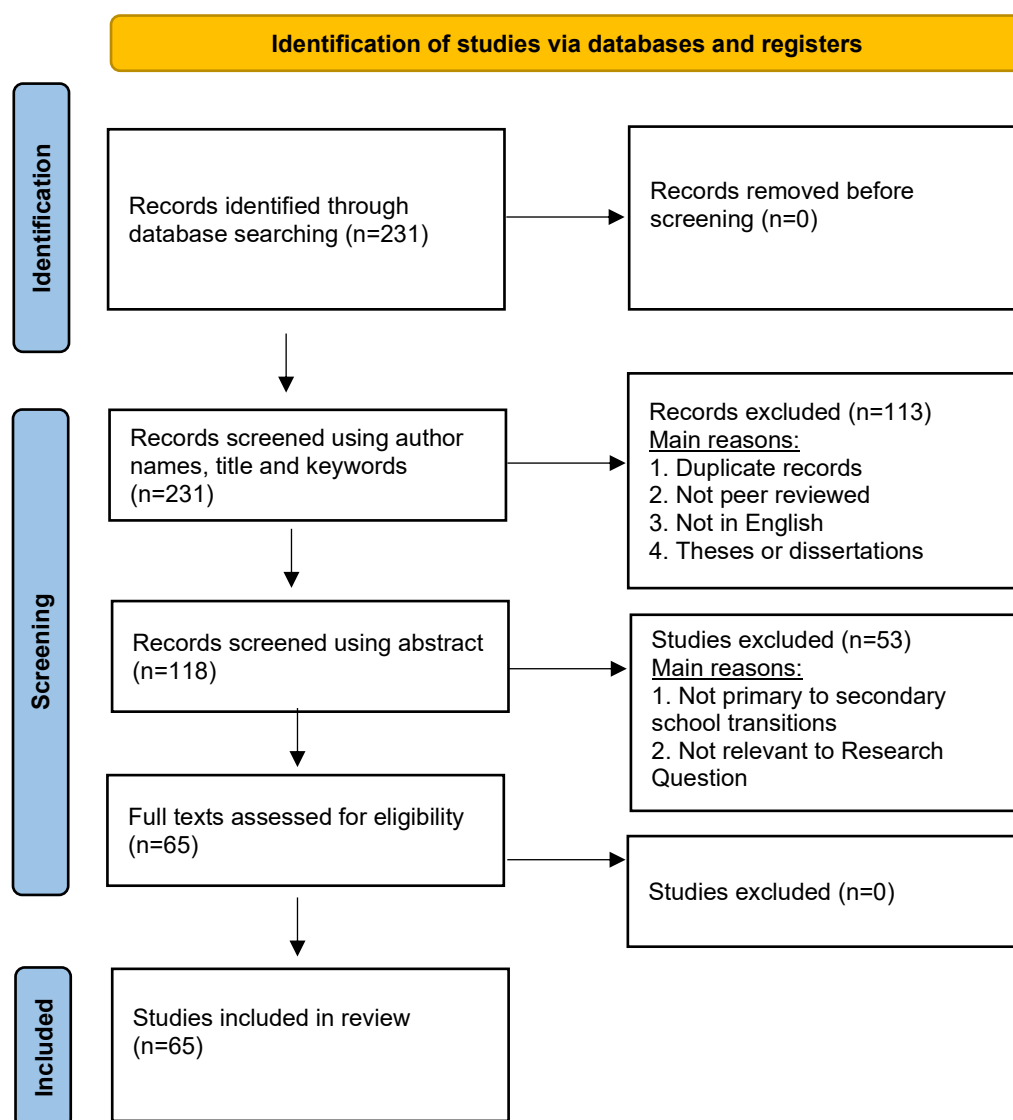 Identification of studies via databases and registers
Identification
Records identified through
database searching (n=231)
Records removed before
screening (n=0)
Screening
Records screened using author
names, title and keywords
(n=231)
Records excluded (n=113)
Main reasons:
1. Duplicate records
2. Not peer reviewed
3. Not in English
4. Theses or dissertations
Records screened using abstract
(n=118)
Studies excluded (n=53)
Main reasons:
1. Not primary to secondary
school transitions
2. Not relevant to Research
Question
Full texts assessed for eligibility
(n=65)
Studies excluded (n=0)
Included
Studies included in review
(n=65)